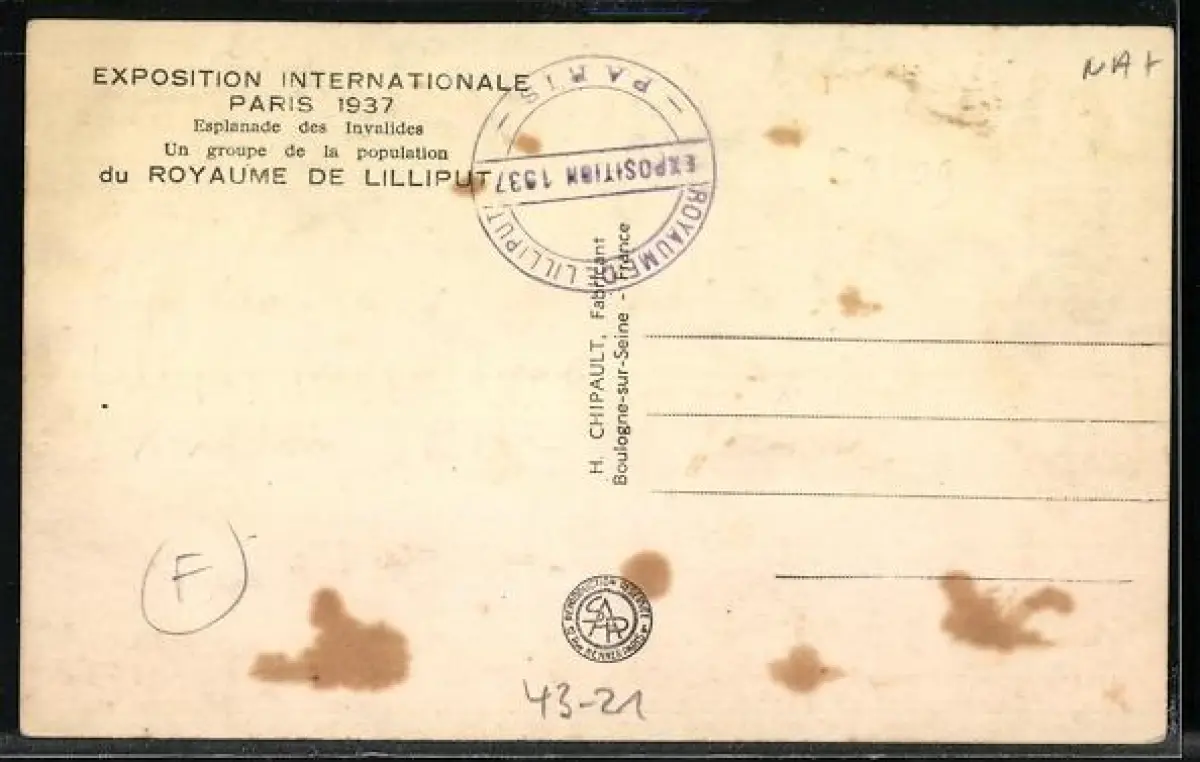 EXPOSITION INTERNATIONALE
PARIS 1937
Esplanade des Invalides
Un groupe de la population
du ROYAUME DE LILLIPUT
PARIS
EXPOSITION 1937
ROYAUME DE LILLIPUT
NAT
H. CHIPAULT, Fabricant
Boulogne-sur-Seine - France
F
REPRODUCTION
43-21